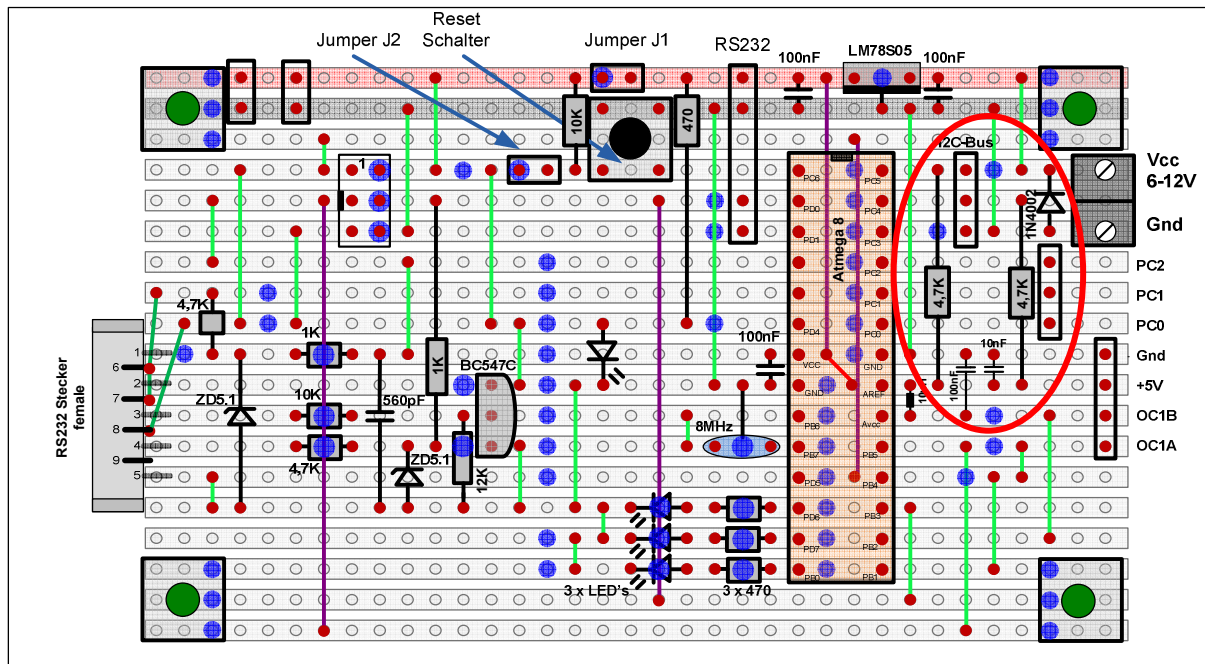 Reset
Schalter
Jumper J2
Jumper J1
RS232
100nF
LM78S05
100nF
10K
470
1
I2C-Bus
Vcc
6-12V
Gnd
1N4002
Atmega 8
PC6
PC5
PD0
PC4
PD1
PC3
PC2
PC1
PD4
PC0
VCC
GND
GND
AREF
PB6
Avcc
PB7
PB5
PD5
PB4
PD6
PB3
PD7
PB2
PB0
PB1
4,7K
4,7K
PC2
PC1
PC0
Gnd
+5V
OC1B
OC1A
4,7K
1K
1K
BC547C
100nF
100nF
10nF
RS232 Stecker
female
1
6
2
7
3
8
4
9
5
ZD5.1
10K
560pF
4,7K
ZD5.1
12K
8MHz
3 x LED's
3 x 470